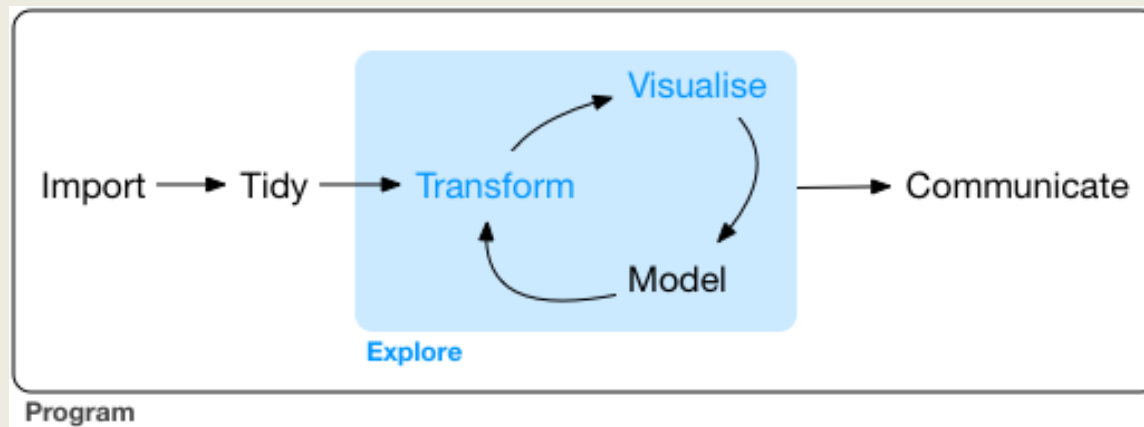 Visualise
Import
Tidy
Transform
Communicate
Model
Explore
Program